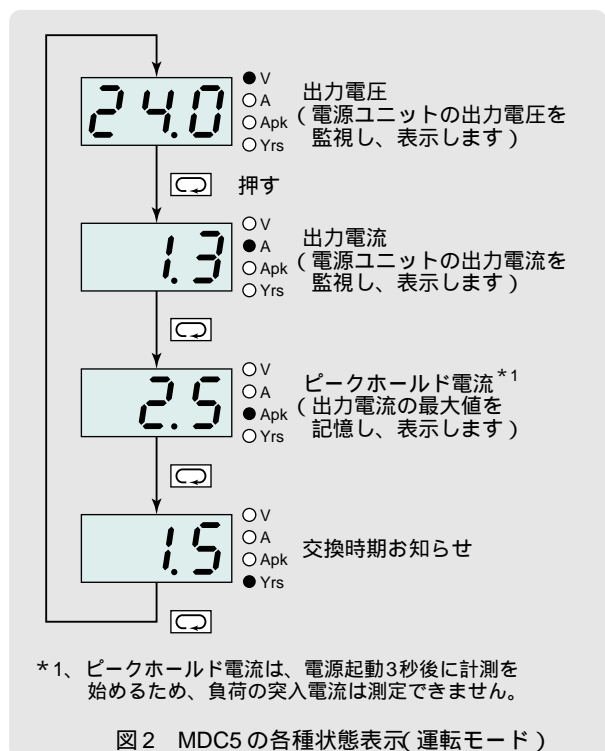 24.0
●V
○A
○Apk
○Yrs
出力電圧
(電源ユニットの出力電圧を
監視し、表示します)
押す
1.3
○V
●A
○Apk
○Yrs
出力電流
(電源ユニットの出力電流を
監視し、表示します)
2.5
○V
○A
●Apk
○Yrs
ピークホールド電流*1
(出力電流の最大値を
記憶し、表示します)
1.5
○V
○A
○Apk
●Yrs
交換時期お知らせ
*1、ピークホールド電流は、電源起動3秒後に計測を
始めるため、負荷の突入電流は測定できません。
図2 MDC5の各種状態表示(運転モード)